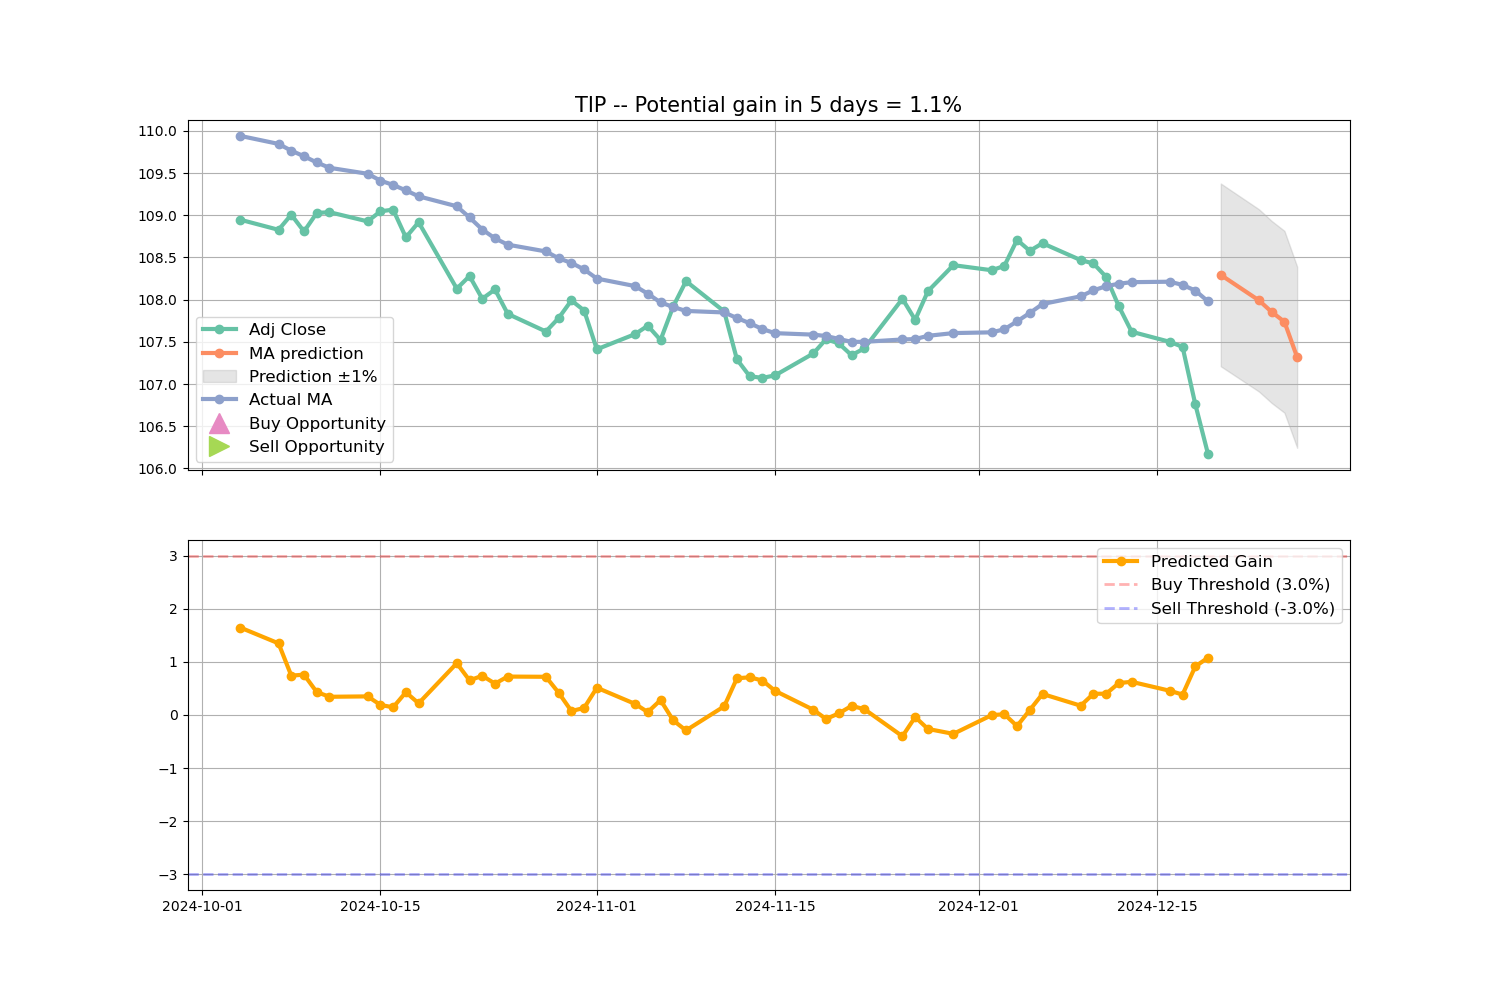 TIP -- Potential gain in 5 days = 1.1%
110.0
109.5
109.0
108.5
108.0
107.5
107.0
106.5
106.0
Adj Close
MA prediction
Prediction ±1%
Actual MA
Buy Opportunity
Sell Opportunity
3
2
1
0
−1
−2
−3
Predicted Gain
Buy Threshold (3.0%)
Sell Threshold (-3.0%)
2024-10-01
2024-10-15
2024-11-01
2024-11-15
2024-12-01
2024-12-15